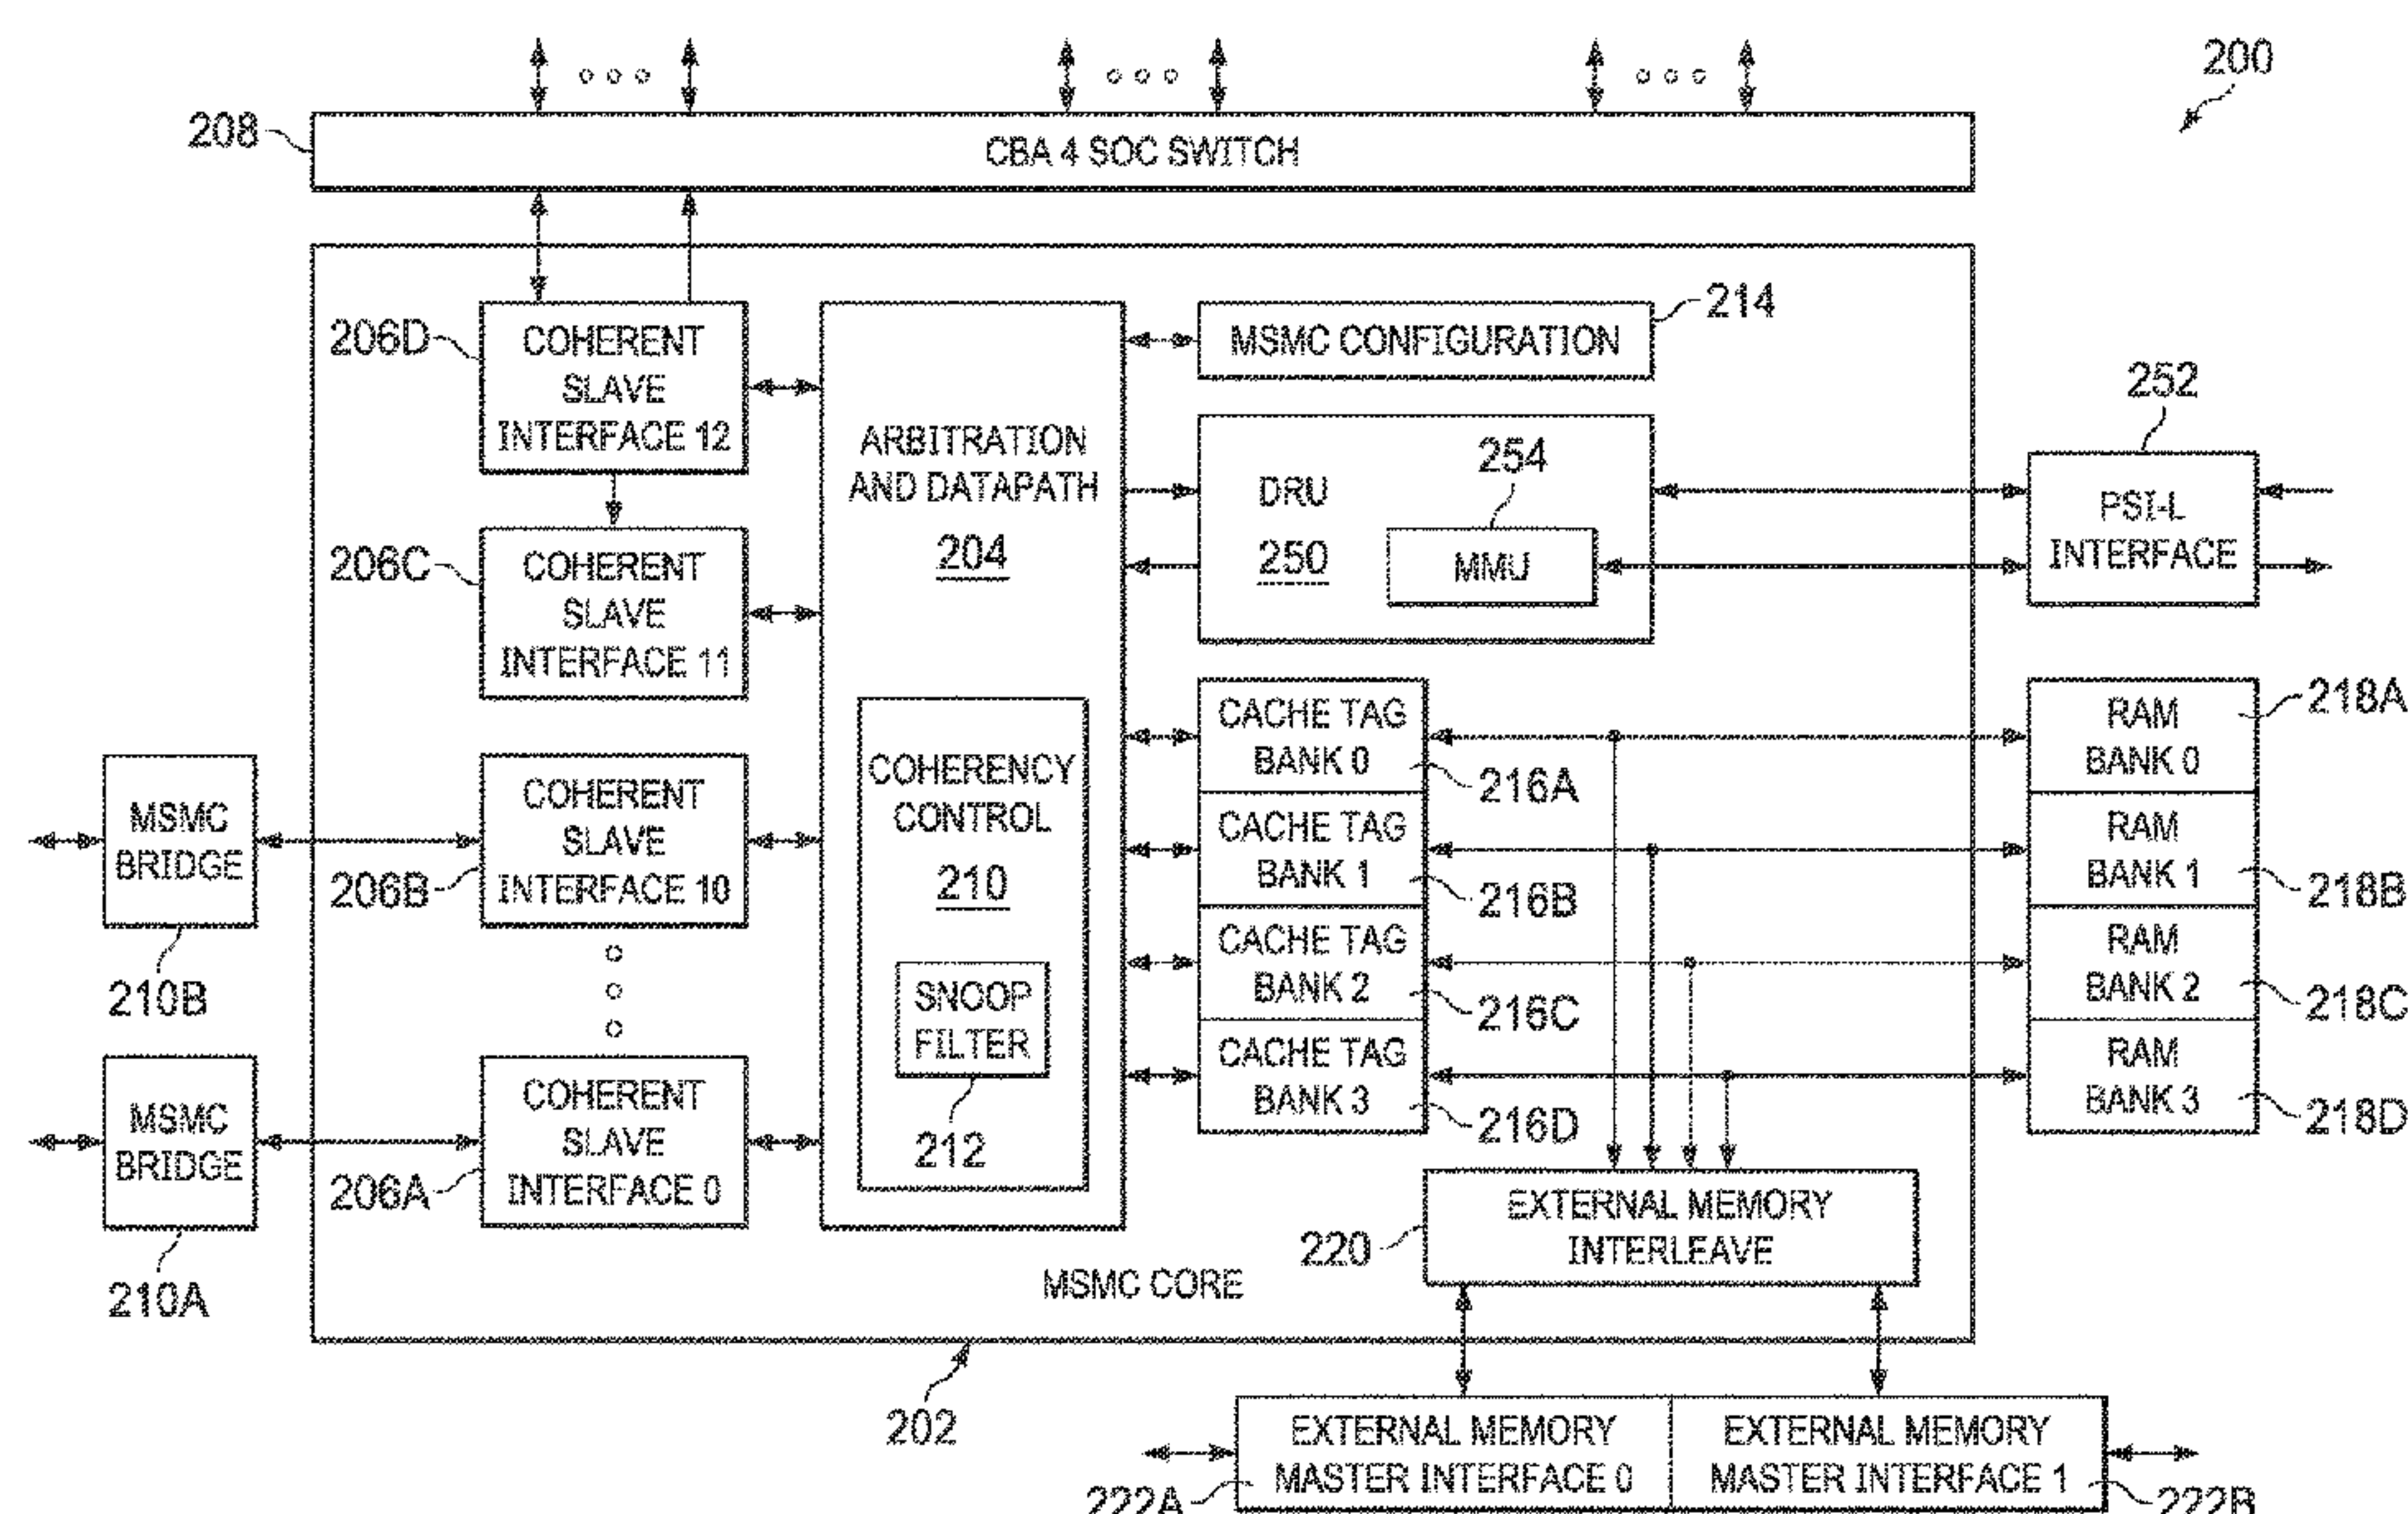 200
208
CBA 4 SOC SWITCH
206D
COHERENT
SLAVE
INTERFACE 12
206C
COHERENT
SLAVE
INTERFACE 11
206B
COHERENT
SLAVE
INTERFACE 10
206A
COHERENT
SLAVE
INTERFACE 0
MSMC
BRIDGE
210B
MSMC
BRIDGE
210A
ARBITRATION
AND DATAPATH
204
COHERENCY
CONTROL
210
SNOOP
FILTER
212
MSMC CONFIGURATION
214
DRU
250
254
MMU
252
PSI-L
INTERFACE
CACHE TAG
BANK 0
216A
CACHE TAG
BANK 1
216B
CACHE TAG
BANK 2
216C
CACHE TAG
BANK 3
216D
RAM
BANK 0
218A
RAM
BANK 1
218B
RAM
BANK 2
218C
RAM
BANK 3
218D
220
EXTERNAL MEMORY
INTERLEAVE
MSMC CORE
202
EXTERNAL MEMORY
MASTER INTERFACE 0
222A
EXTERNAL MEMORY
MASTER INTERFACE 1
222B